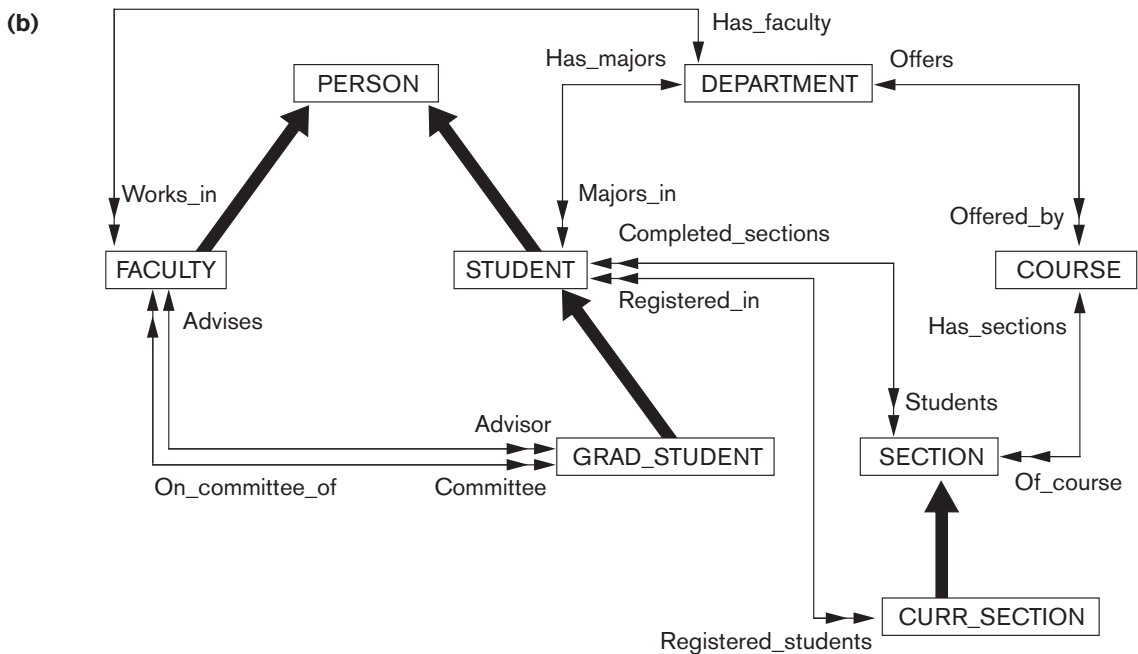 (b)
Has_faculty
Has_majors
Offers
PERSON
DEPARTMENT
Works_in
Majors_in
Offered_by
Completed_sections
FACULTY
STUDENT
COURSE
Registered_in
Advises
Has_sections
Students
Advisor
GRAD_STUDENT
SECTION
On_committee_of
Committee
Of_course
CURR_SECTION
Registered_students